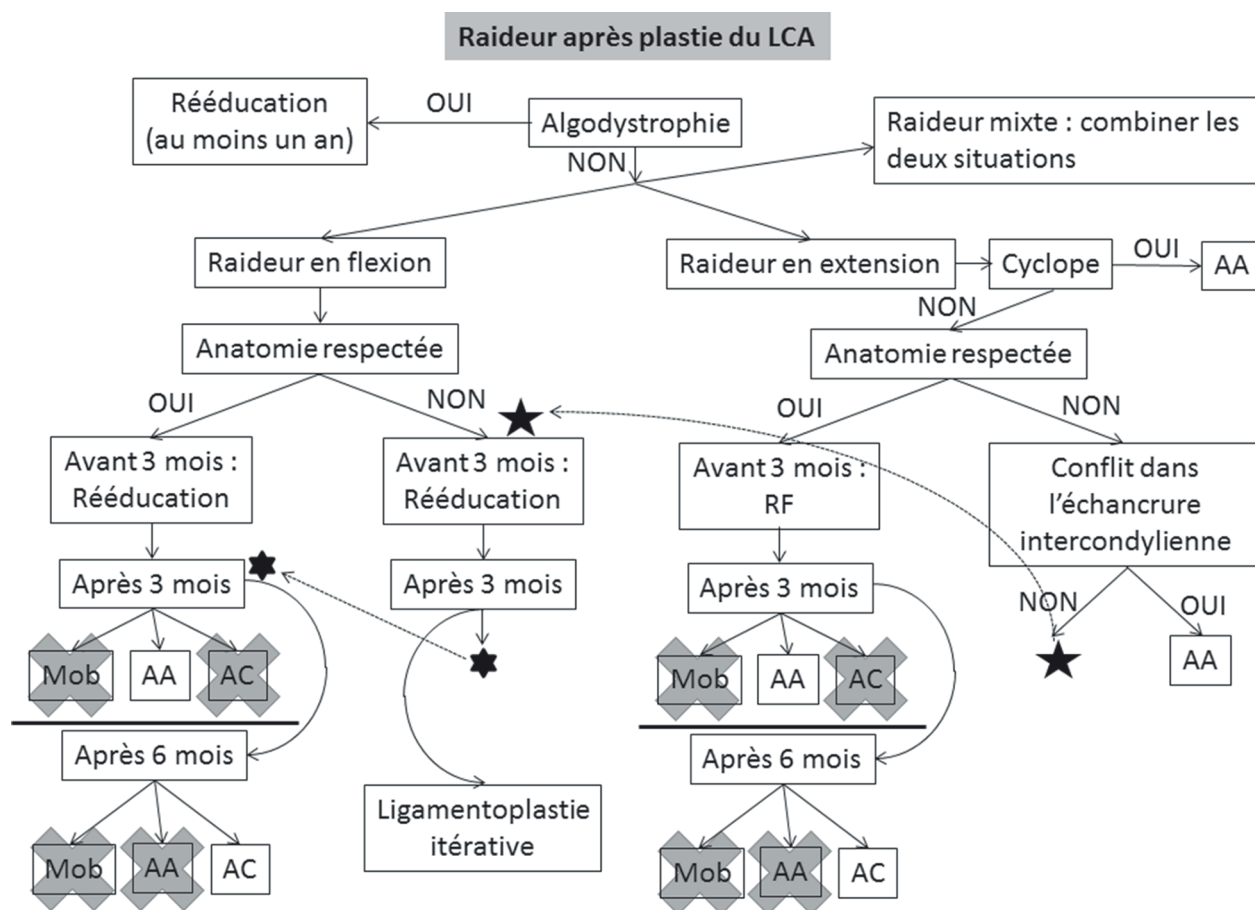 Raideur après plastie du LCA
Rééducation
(au moins un an)
OUI
Algodystrophie
NON
Raideur mixte : combiner les
deux situations
Raideur en flexion
Raideur en extension
Cyclope
OUI
AA
NON
Anatomie respectée
Anatomie respectée
OUI
NON
OUI
NON
Avant 3 mois :
Rééducation
Avant 3 mois :
Rééducation
Avant 3 mois :
RF
Conflit dans
l’échancrure
intercondylienne
Après 3 mois
Après 3 mois
Après 3 mois
NON
OUI
Mob
AA
AC
Mob
AA
AC
AA
Après 6 mois
Après 6 mois
Ligamentoplastie
itérative
Mob
AA
AC
Mob
AA
AC